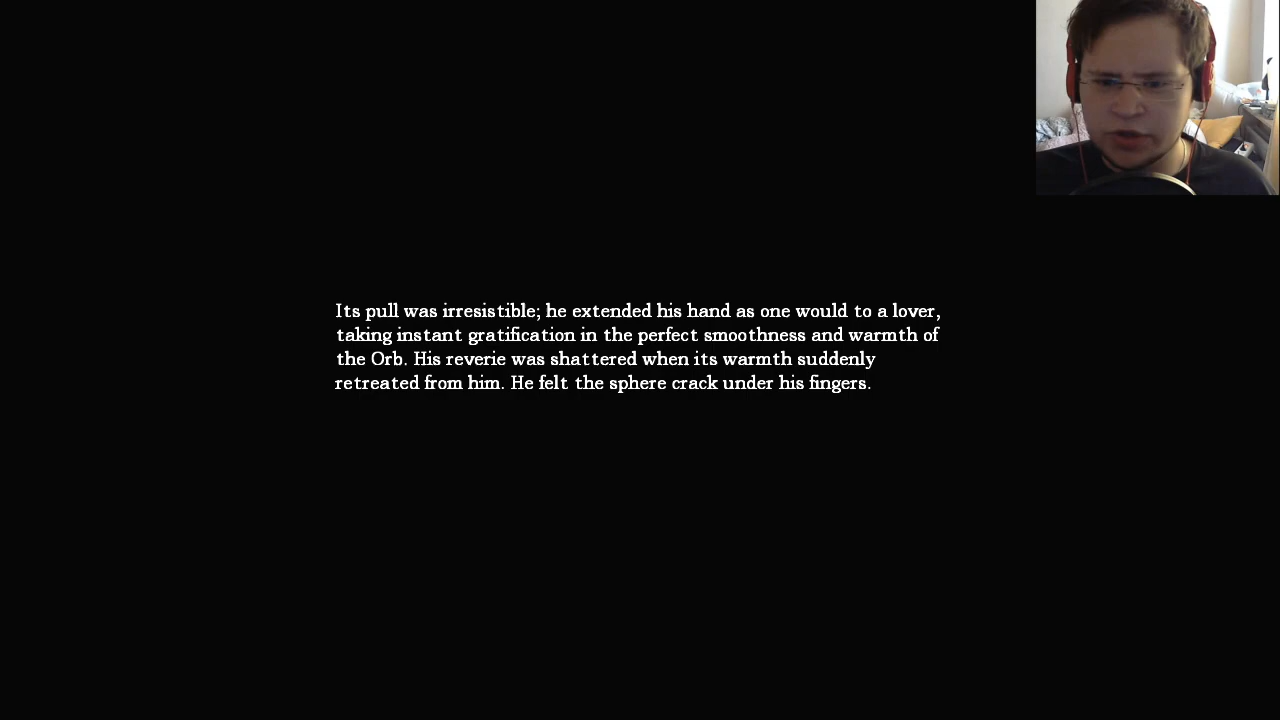 Its pull was irresistible; he extended his hand as one would to a lover,
taking instant gratification in the perfect smoothness and warmth of
the Orb. His reverie was shattered when its warmth suddenly
retreated from him. He felt the sphere crack under his fingers.